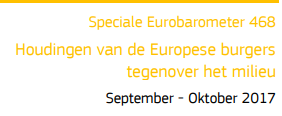 Speciale Eurobarometer 468
Houdingen van de Europese burgers
tegenover het milieu
September - Oktober 2017